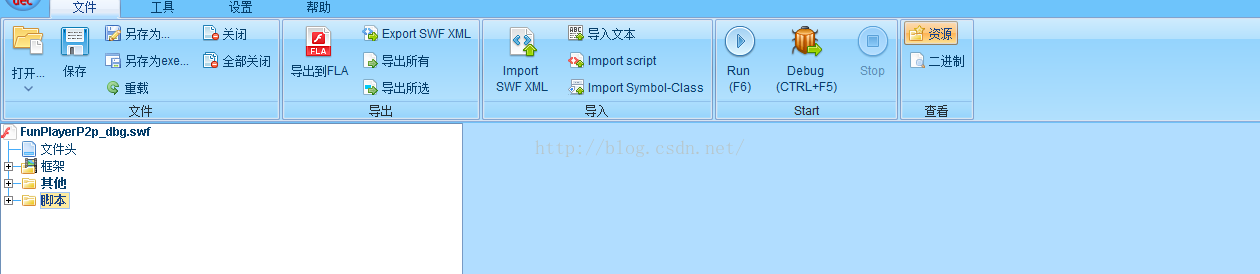 dec
文件
工具
设置
帮助
打开...
保存
另存为...
另存为exe...
重载
关闭
全部关闭
文件
FLA
导出到FLA
Export SWF XML
导出所有
导出所选
导出
Import
SWF XML
ABC
导入文本
Import script
Import Symbol-Class
导入
Run
(F6)
Debug
(CTRL+F5)
Stop
Start
资源
二进制
查看
FunPlayerP2p_dbg.swf
文件头
框架
其他
脚本
http://blog.csdn.net/